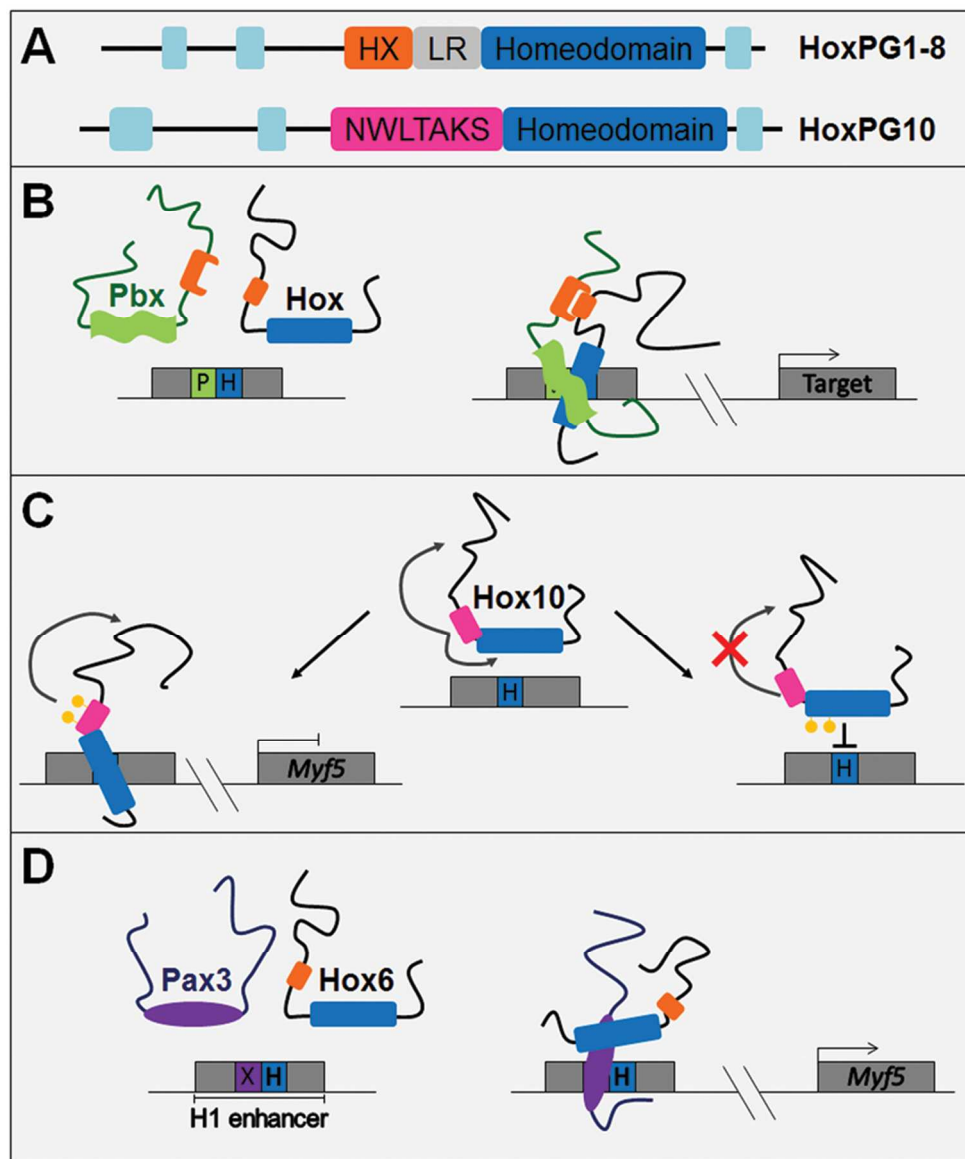 A
HX LR Homeodomain HoxPG1-8
NWLTAKS Homeodomain HoxPG10
B
Pbx Hox
P H
Target
C
Hox10
H
Myf5
H
D
Pax3 Hox6
X H
H1 enhancer
H
Myf5